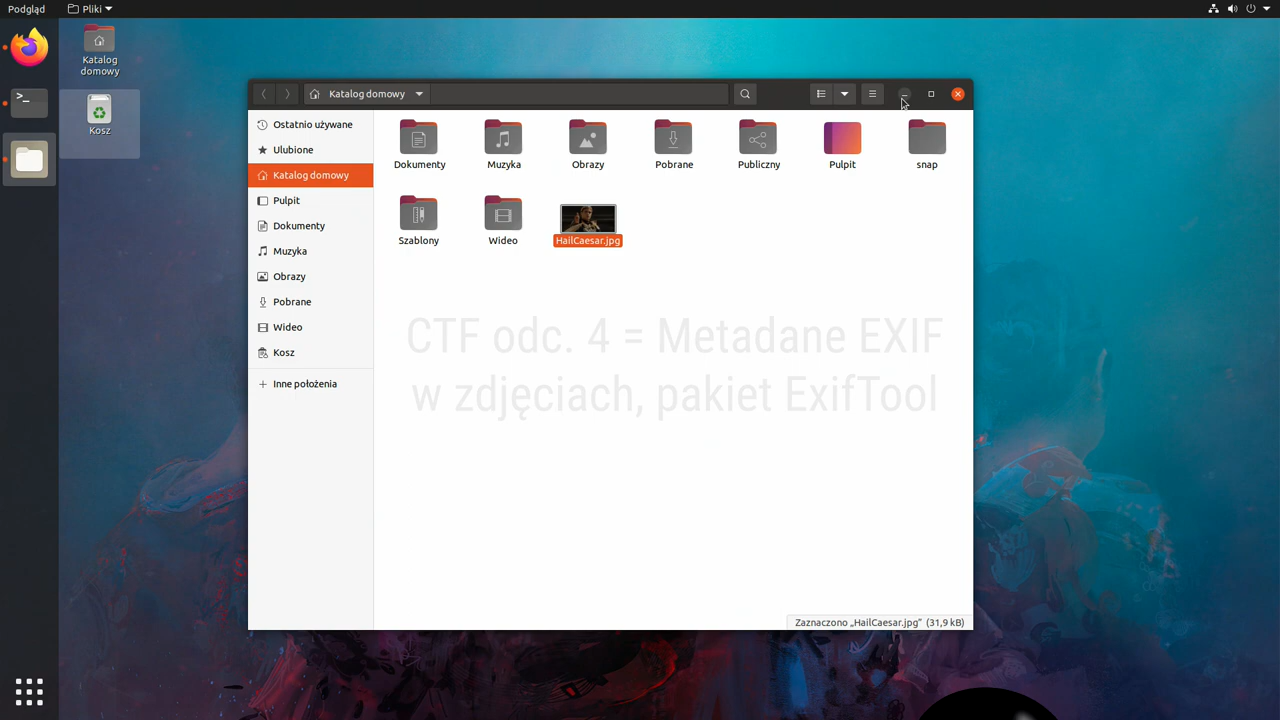 Podgląd
Pliki
Katalog
domowy
Kosz
Katalog domowy
Ostatnio używane
Ulubione
Katalog domowy
Pulpit
Dokumenty
Muzyka
Obrazy
Pobrane
Wideo
Kosz
Inne położenia
Dokumenty
Muzyka
Obrazy
Pobrane
Publiczny
Pulpit
snap
Szablony
Wideo
HailCaesar.jpg
CTF odc. 4 = Metadane EXIF
w zdjęciach, pakiet ExifTool
Zaznaczono „HailCaesar.jpg” (31,9 kB)